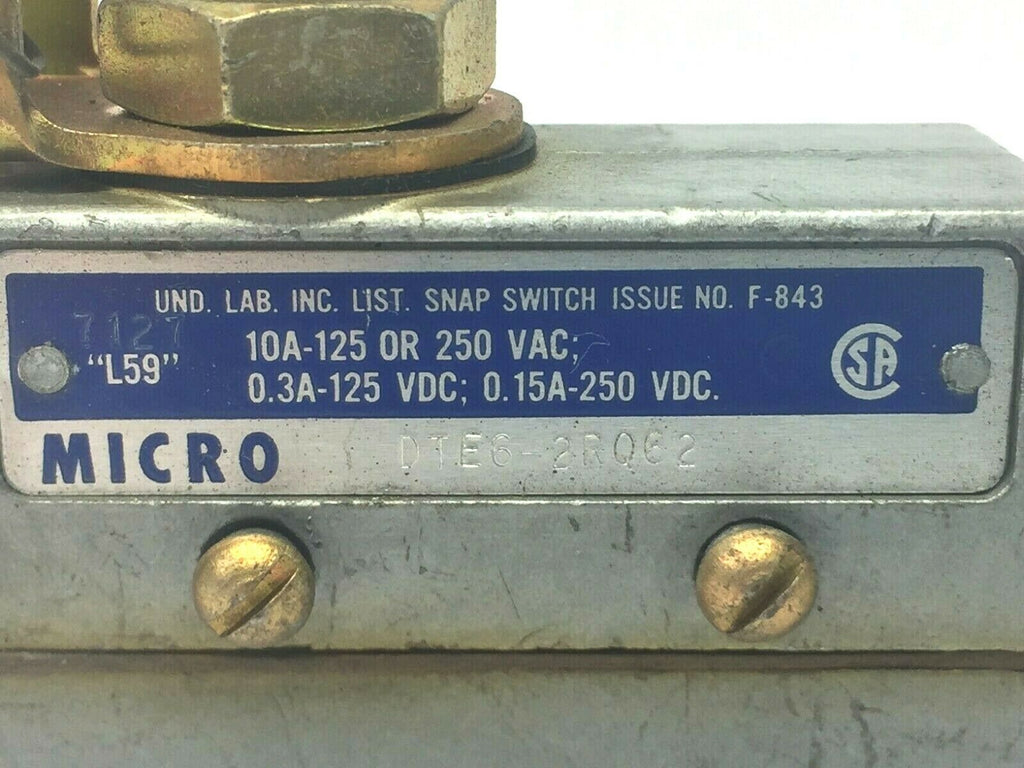 UND. LAB. INC. LIST. SNAP SWITCH ISSUE NO. F-843
7127
"L59" 10A-125 OR 250 VAC;
0.3A-125 VDC; 0.15A-250 VDC.
CSA
MICRO DTE6-2RQ62